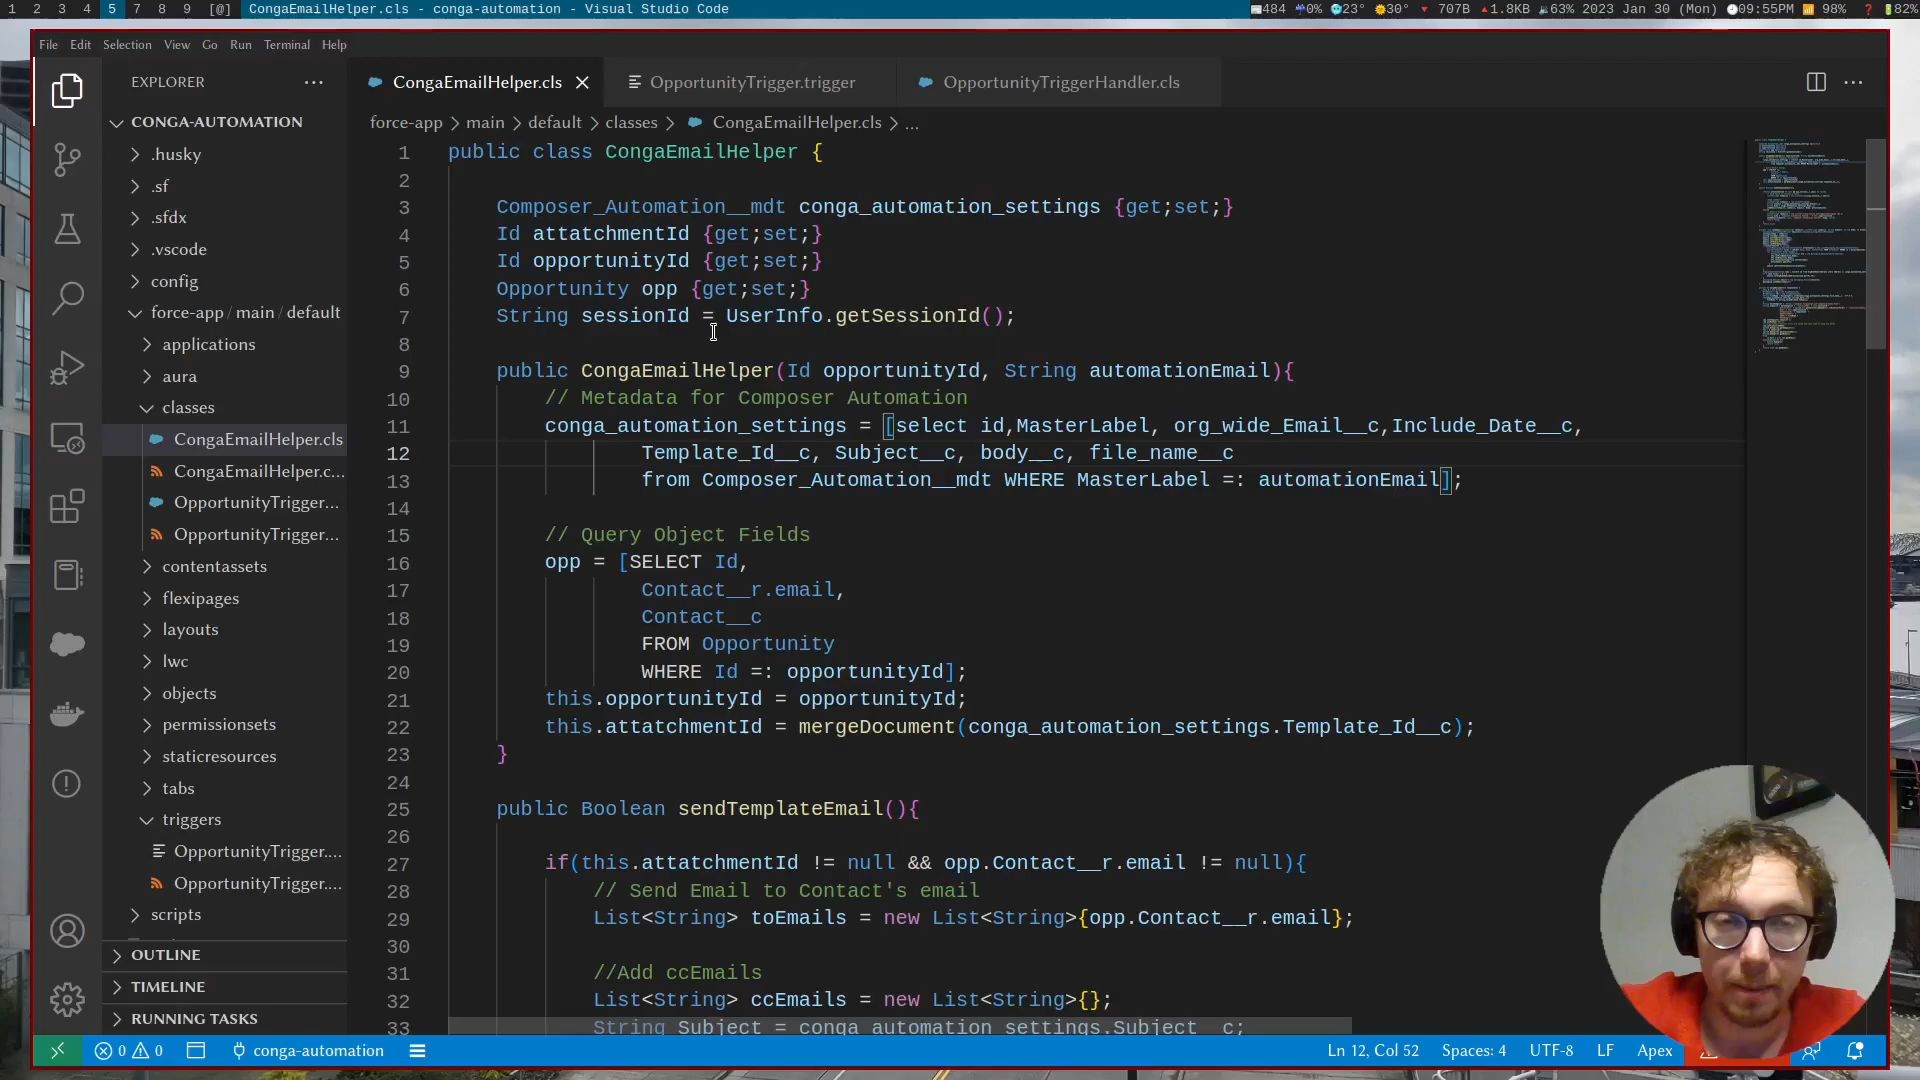 1 2 3 4 5 6 7 8 9 [@] CongaEmailHelper.cls - conga-automation - Visual Studio Code
484 0% 23° 30° 707B 1.8KB 63% 2023 Jan 30 (Mon) 09:55PM 98% 82%
File Edit Selection View Go Run Terminal Help
EXPLORER
CONGA-AUTOMATION
.husky
.sf
.sfdx
.vscode
config
force-app / main / default
applications
aura
classes
CongaEmailHelper.cls
CongaEmailHelper.c...
OpportunityTrigger...
OpportunityTrigger...
contentassets
flexipages
layouts
lwc
objects
permissionsets
staticresources
tabs
triggers
OpportunityTrigger....
OpportunityTrigger....
scripts
OUTLINE
TIMELINE
RUNNING TASKS
CongaEmailHelper.cls OpportunityTrigger.trigger OpportunityTriggerHandler.cls
force-app > main > default > classes > CongaEmailHelper.cls > ...
1 public class CongaEmailHelper {
2
3 Composer_Automation__mdt conga_automation_settings {get;set;}
4 Id attatchmentId {get;set;}
5 Id opportunityId {get;set;}
6 Opportunity opp {get;set;}
7 String sessionId = UserInfo.getSessionId();
8
9 public CongaEmailHelper(Id opportunityId, String automationEmail){
10 // Metadata for Composer Automation
11 conga_automation_settings = [select id,MasterLabel, org_wide_Email__c,Include_Date__c,
12 Template_Id__c, Subject__c, body__c, file_name__c
13 from Composer_Automation__mdt WHERE MasterLabel =: automationEmail];
14
15 // Query Object Fields
16 opp = [SELECT Id,
17 Contact__r.email,
18 Contact__c
19 FROM Opportunity
20 WHERE Id =: opportunityId];
21 this.opportunityId = opportunityId;
22 this.attatchmentId = mergeDocument(conga_automation_settings.Template_Id__c);
23 }
24
25 public Boolean sendTemplateEmail(){
26
27 if(this.attatchmentId != null && opp.Contact__r.email != null){
28 // Send Email to Contact's email
29 List<String> toEmails = new List<String>{opp.Contact__r.email};
30
31 //Add ccEmails
32 List<String> ccEmails = new List<String>{};
33 String Subject = conga_automation_settings.Subject__c;
0 0 conga-automation Ln 12, Col 52 Spaces: 4 UTF-8 LF Apex